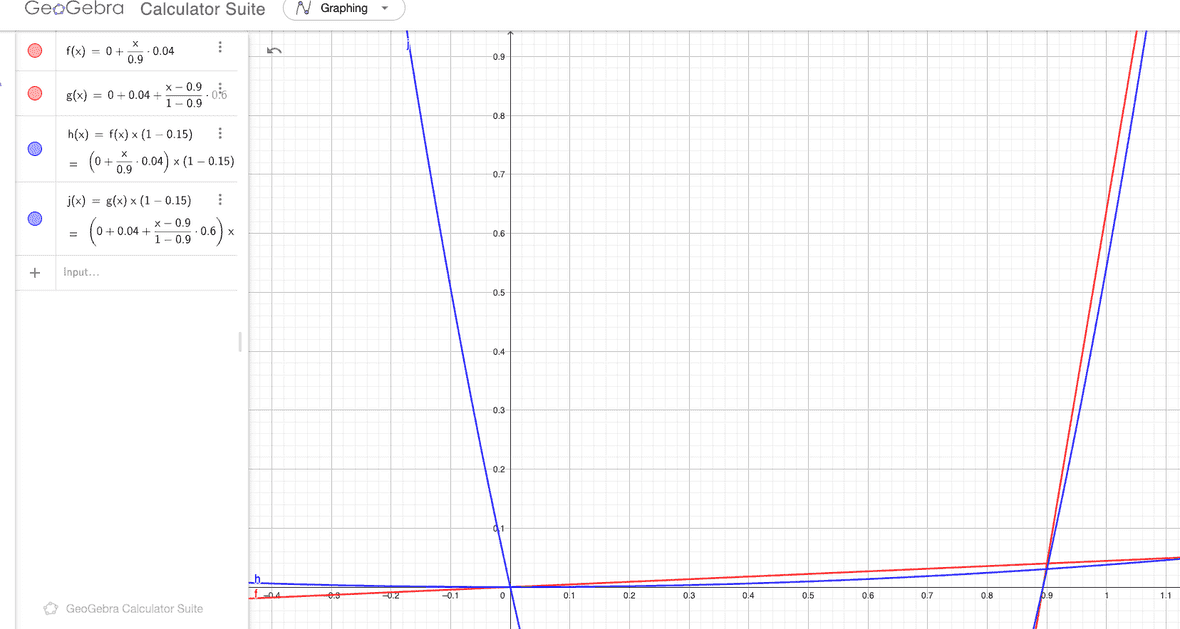 GeoGebra Calculator Suite Graphing
f(x) = 0 + x/0.9 · 0.04
g(x) = 0 + 0.04 + x − 0.9/1 − 0.9 · 0.6
h(x) = f(x) × (1 − 0.15)
= (0 + x/0.9 · 0.04) × (1 − 0.15)
j(x) = g(x) × (1 − 0.15)
= (0 + 0.04 + x − 0.9/1 − 0.9 · 0.6) ×
+ Input...
GeoGebra Calculator Suite
j
0.9
0.8
0.7
0.6
0.5
0.4
0.3
0.2
0.1
h
f −0.4 −0.3 −0.2 −0.1 0 0.1 0.2 0.3 0.4 0.5 0.6 0.7 0.8 0.9 1 1.1